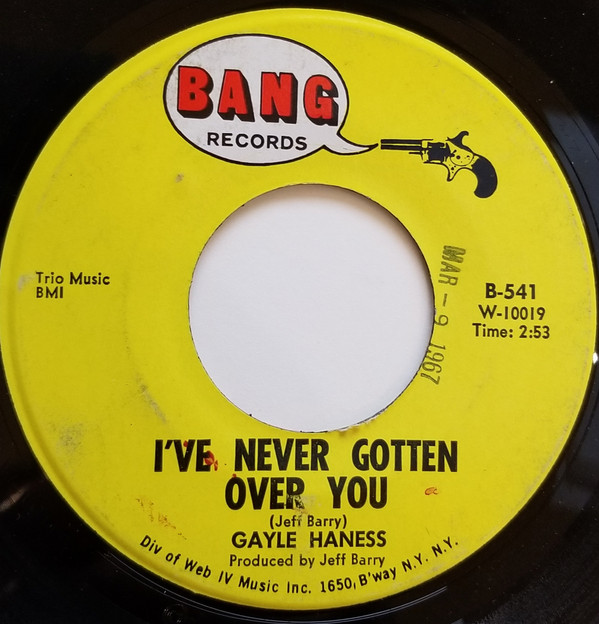 BANG
RECORDS
Trio Music
BMI
MAR - 9 1967
B-541
W-10019
Time: 2:53
I'VE NEVER GOTTEN
OVER YOU
(Jeff Barry)
GAYLE HANESS
Produced by Jeff Barry
Div of Web IV Music Inc. 1650, B'way N.Y. N.Y.